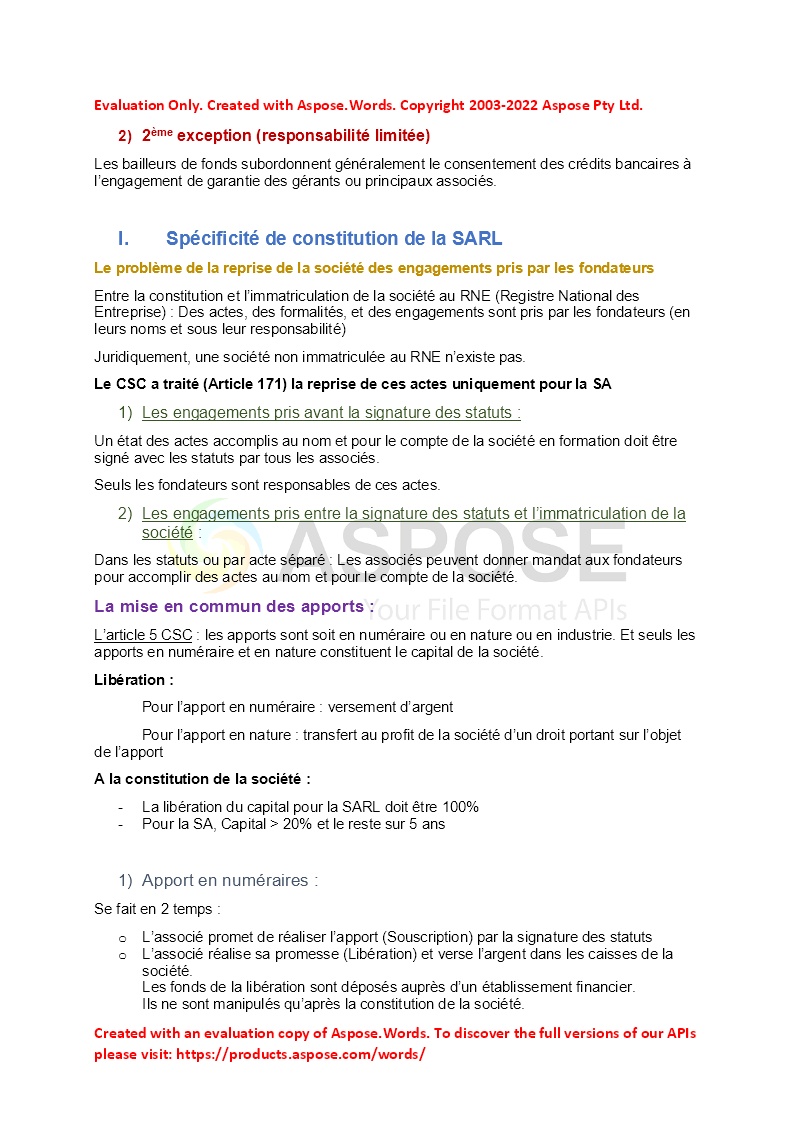 Evaluation Only. Created with Aspose.Words. Copyright 2003-2022 Aspose Pty Ltd.
2) 2ème exception (responsabilité limitée)
Les bailleurs de fonds subordonnent généralement le consentement des crédits bancaires à
l’engagement de garantie des gérants ou principaux associés.
I. Spécificité de constitution de la SARL
Le problème de la reprise de la société des engagements pris par les fondateurs
Entre la constitution et l’immatriculation de la société au RNE (Registre National des
Entreprise) : Des actes, des formalités, et des engagements sont pris par les fondateurs (en
leurs noms et sous leur responsabilité)
Juridiquement, une société non immatriculée au RNE n’existe pas.
Le CSC a traité (Article 171) la reprise de ces actes uniquement pour la SA
1) Les engagements pris avant la signature des statuts :
Un état des actes accomplis au nom et pour le compte de la société en formation doit être
signé avec les statuts par tous les associés.
Seuls les fondateurs sont responsables de ces actes.
2) Les engagements pris entre la signature des statuts et l’immatriculation de la
société :
ASPOSE
Dans les statuts ou par acte séparé : Les associés peuvent donner mandat aux fondateurs
pour accomplir des actes au nom et pour le compte de la société.
La mise en commun des apports :
Your File Format APIs
L’article 5 CSC : les apports sont soit en numéraire ou en nature ou en industrie. Et seuls les
apports en numéraire et en nature constituent le capital de la société.
Libération :
Pour l’apport en numéraire : versement d’argent
Pour l’apport en nature : transfert au profit de la société d’un droit portant sur l’objet
de l’apport
A la constitution de la société :
- La libération du capital pour la SARL doit être 100%
- Pour la SA, Capital > 20% et le reste sur 5 ans
1) Apport en numéraires :
Se fait en 2 temps :
o L’associé promet de réaliser l’apport (Souscription) par la signature des statuts
o L’associé réalise sa promesse (Libération) et verse l’argent dans les caisses de la
société.
Les fonds de la libération sont déposés auprès d’un établissement financier.
Ils ne sont manipulés qu’après la constitution de la société.
Created with an evaluation copy of Aspose.Words. To discover the full versions of our APIs
please visit: https://products.aspose.com/words/